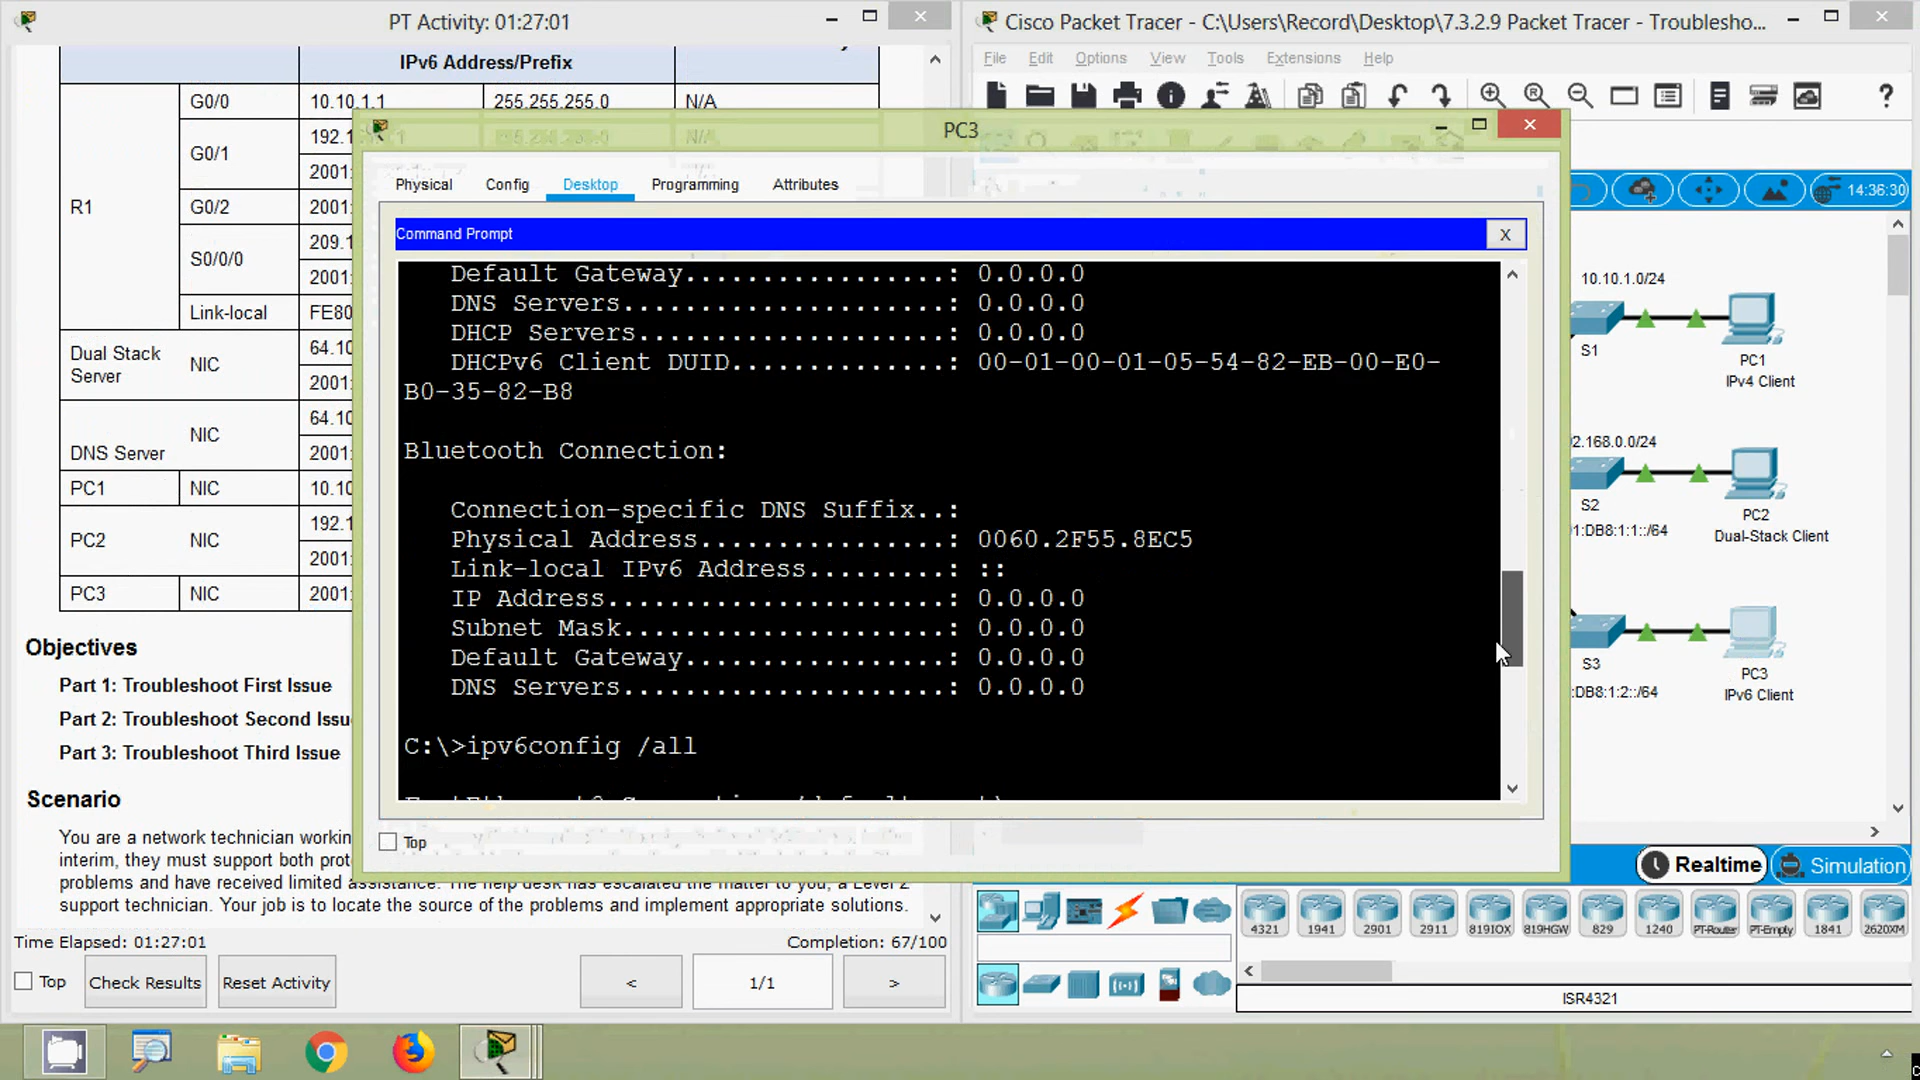 PT Activity: 01:27:01
IPv6 Address/Prefix
R1
G0/0
10.10.1.1
255.255.255.0
N/A
G0/1
192.1
2001:
G0/2
2001:
S0/0/0
209.1
2001:
Link-local
FE80
Dual Stack
Server
NIC
64.10
2001:
DNS Server
NIC
64.10
2001:
PC1
NIC
10.10
PC2
NIC
192.1
2001:
PC3
NIC
2001:
Objectives
Part 1: Troubleshoot First Issue
Part 2: Troubleshoot Second Issu
Part 3: Troubleshoot Third Issue
Scenario
You are a network technician workin
interim, they must support both prot
problems and have received limited assistance. The help desk has escalated the matter to you, a Level 2
support technician. Your job is to locate the source of the problems and implement appropriate solutions.
Time Elapsed: 01:27:01
Completion: 67/100
Top
Check Results
Reset Activity
<
1/1
>
PC3
Physical
Config
Desktop
Programming
Attributes
Command Prompt
X
Default Gateway.................: 0.0.0.0
DNS Servers.....................: 0.0.0.0
DHCP Servers....................: 0.0.0.0
DHCPv6 Client DUID..............: 00-01-00-01-05-54-82-EB-00-E0-
B0-35-82-B8
Bluetooth Connection:
Connection-specific DNS Suffix..:
Physical Address................: 0060.2F55.8EC5
Link-local IPv6 Address.........: ::
IP Address......................: 0.0.0.0
Subnet Mask.....................: 0.0.0.0
Default Gateway.................: 0.0.0.0
DNS Servers.....................: 0.0.0.0
C:\>ipv6config /all
Top
Cisco Packet Tracer - C:\Users\Record\Desktop\7.3.2.9 Packet Tracer - Troublesho...
File
Edit
Options
View
Tools
Extensions
Help
14:36:30
10.10.1.0/24
S1
PC1
IPv4 Client
2.168.0.0/24
S2
PC2
1:DB8:1:1::/64
Dual-Stack Client
S3
PC3
:DB8:1:2::/64
IPv6 Client
Realtime
Simulation
4321
1941
2901
2911
819IOX
819HGW
829
1240
PT-Router
PT-Empty
1841
2620XM
ISR4321